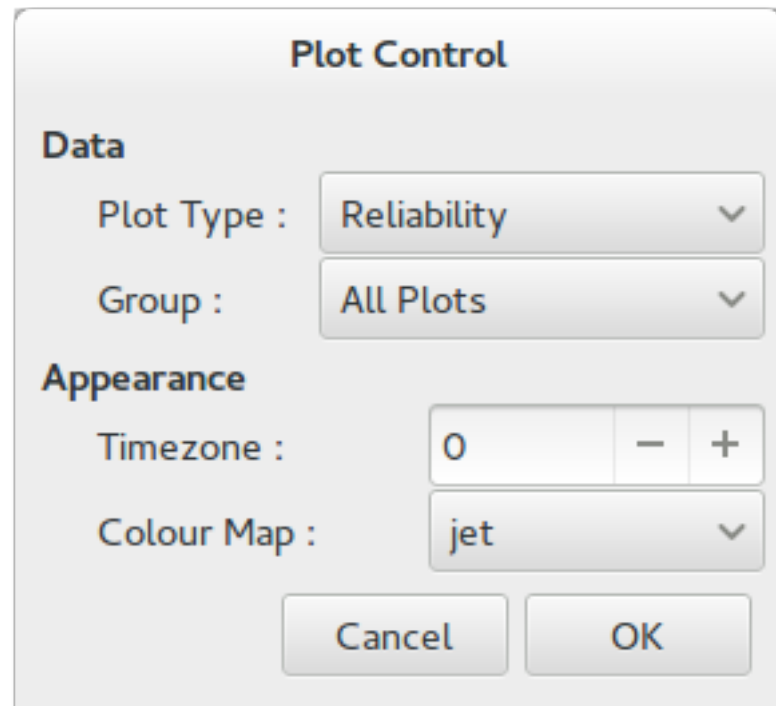 Plot Control
Data
Plot Type : Reliability
Group : All Plots
Appearance
Timezone : 0 − +
Colour Map : jet
Cancel OK